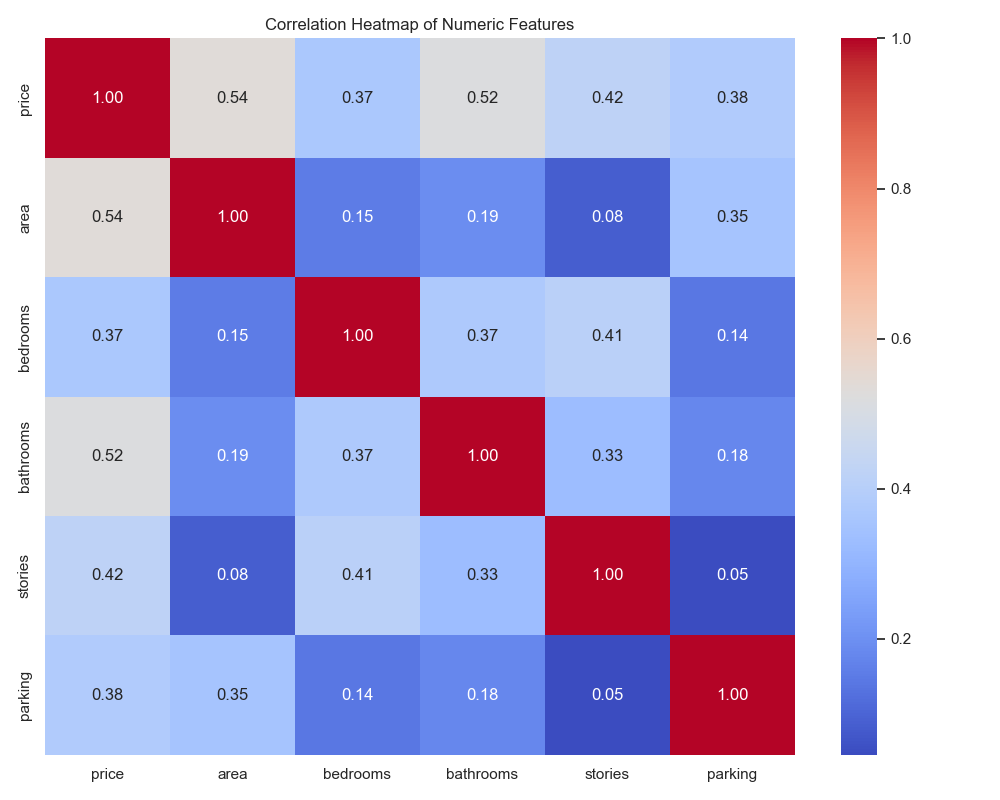 Correlation Heatmap of Numeric Features
price 1.00 0.54 0.37 0.52 0.42 0.38
area 0.54 1.00 0.15 0.19 0.08 0.35
bedrooms 0.37 0.15 1.00 0.37 0.41 0.14
bathrooms 0.52 0.19 0.37 1.00 0.33 0.18
stories 0.42 0.08 0.41 0.33 1.00 0.05
parking 0.38 0.35 0.14 0.18 0.05 1.00
price area bedrooms bathrooms stories parking
1.0
0.8
0.6
0.4
0.2